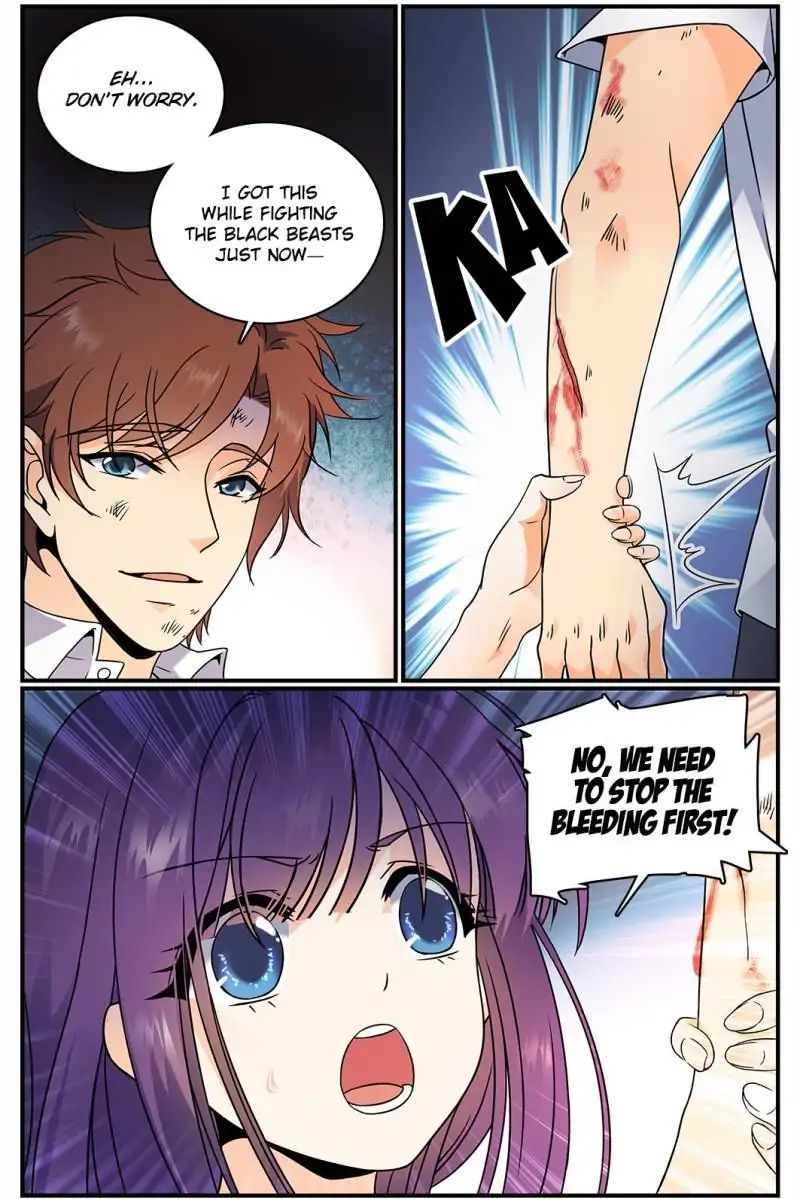 EH...
DON'T WORRY.
I GOT THIS
WHILE FIGHTING
THE BLACK BEASTS
JUST NOW—
KA
NO, WE NEED
TO STOP THE
BLEEDING FIRST!